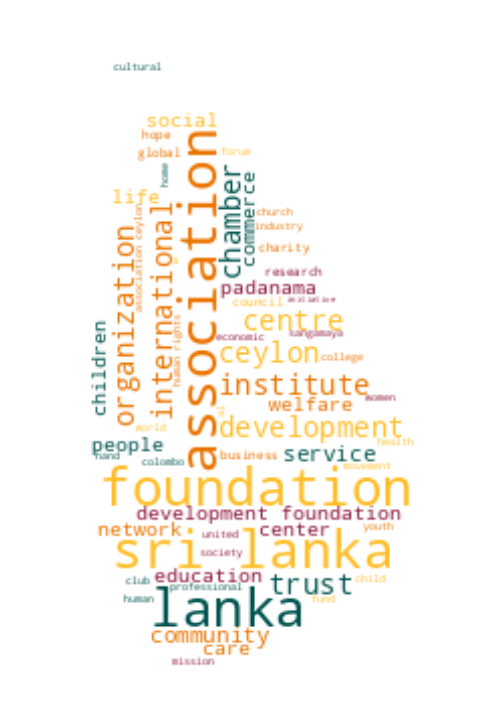 cultural
social
hope
global
forum
association
home
chamber
commerce
life
association ceylon
international
organization
church
industry
charity
research
padanama
council
initiative
centre
sangamaya
human rights
economic
children
ceylon
college
institute
women
welfare
al
world
development
people
health
hand
colombo
business
service
movement
foundation
development foundation
network
united
center
youth
sri lanka
society
education
club
professional
trust
child
human
lanka
fund
community
care
mission